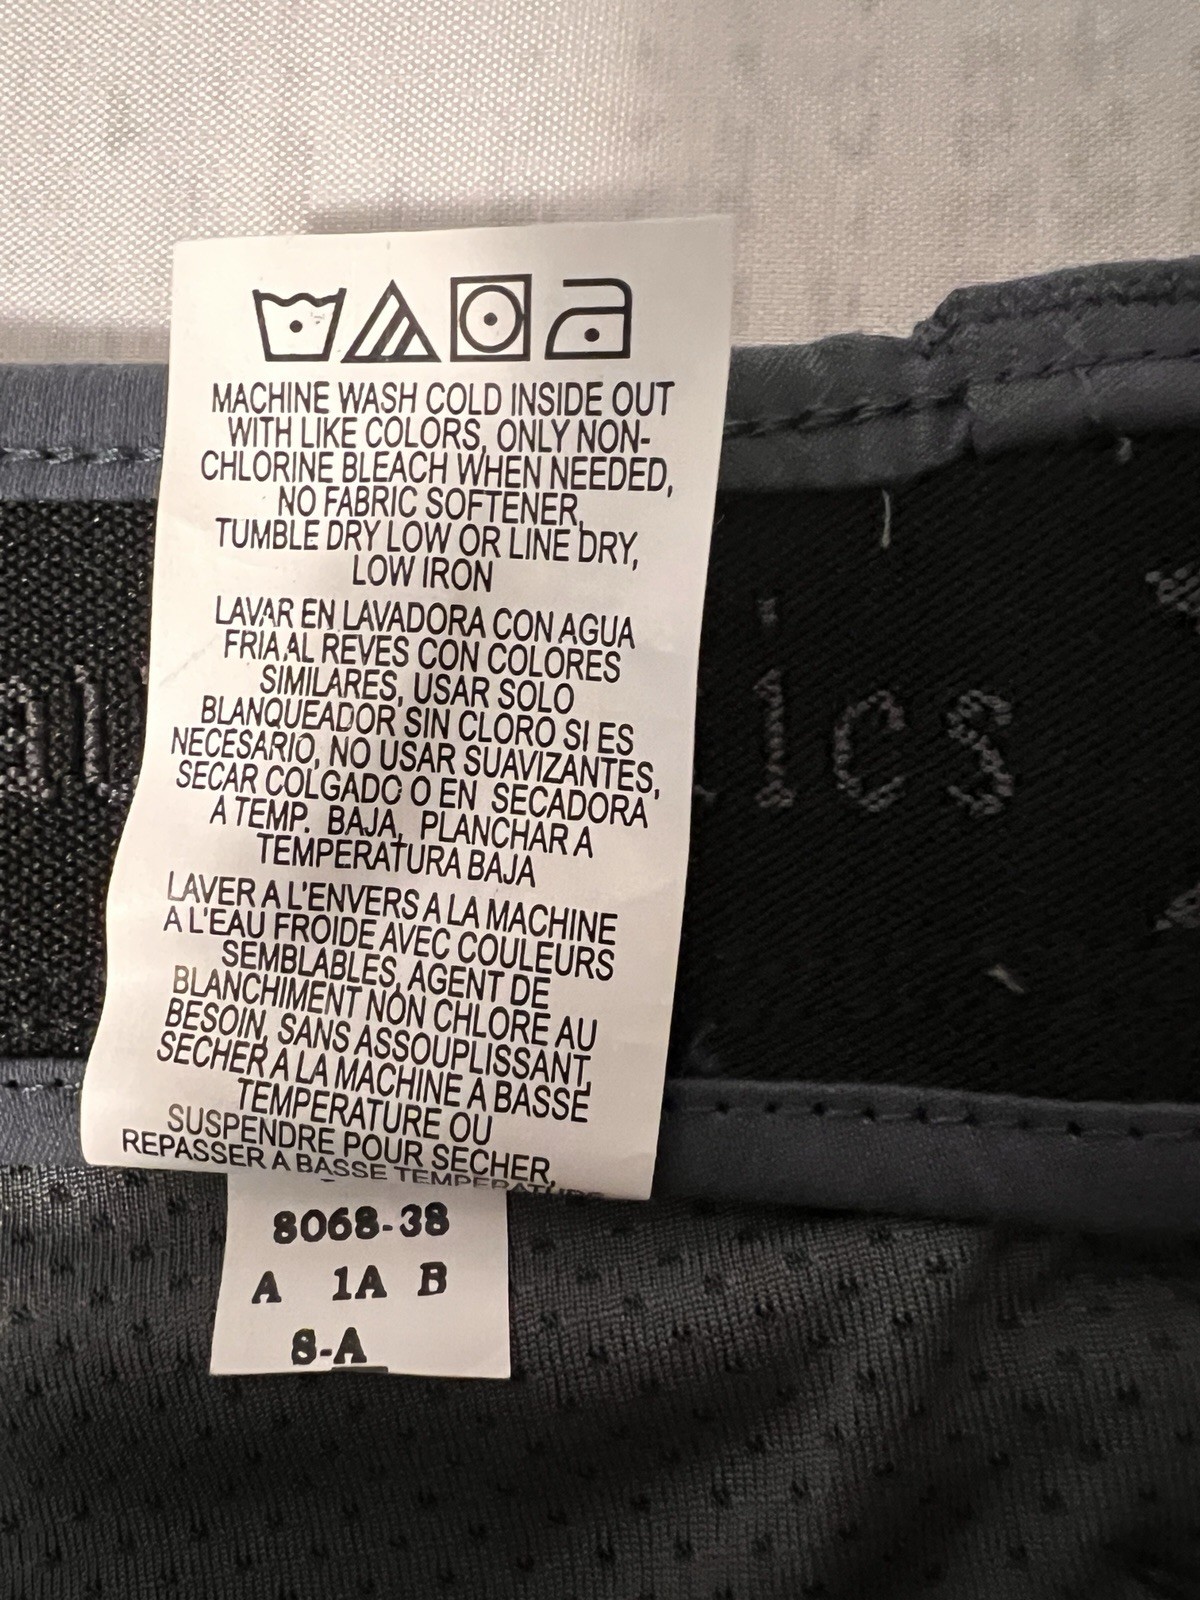 MACHINE WASH COLD INSIDE OUT
WITH LIKE COLORS, ONLY NON-
CHLORINE BLEACH WHEN NEEDED,
NO FABRIC SOFTENER,
TUMBLE DRY LOW OR LINE DRY,
LOW IRON
LAVAR EN LAVADORA CON AGUA
FRIA AL REVES CON COLORES
SIMILARES, USAR SOLO
BLANQUEADOR SIN CLORO SI ES
NECESARIO, NO USAR SUAVIZANTES,
SECAR COLGADO O EN SECADORA
A TEMP. BAJA, PLANCHAR A
TEMPERATURA BAJA
LAVER A L'ENVERS A LA MACHINE
A L'EAU FROIDE AVEC COULEURS
SEMBLABLES, AGENT DE
BLANCHIMENT NON CHLORE AU
BESOIN, SANS ASSOUPLISSANT,
SECHER A LA MACHINE A BASSE
TEMPERATURE OU
SUSPENDRE POUR SECHER,
REPASSER A BASSE TEMPERATURE
8068-38
A 1A B
8-A
ics